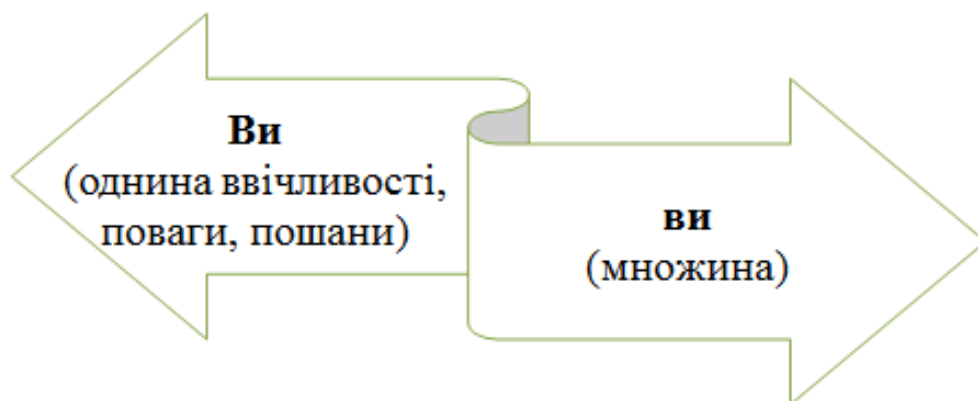 Ви
(однина ввічливості,
поваги, пошани)
ви
(множина)